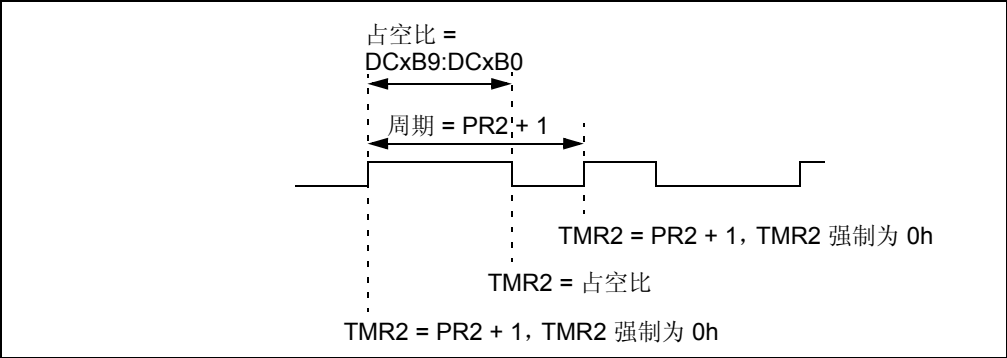 占空比 =
DCxB9:DCxB0
周期 = PR2 + 1
TMR2 = PR2 + 1，TMR2 强制为 0h
TMR2 = 占空比
TMR2 = PR2 + 1，TMR2 强制为 0h